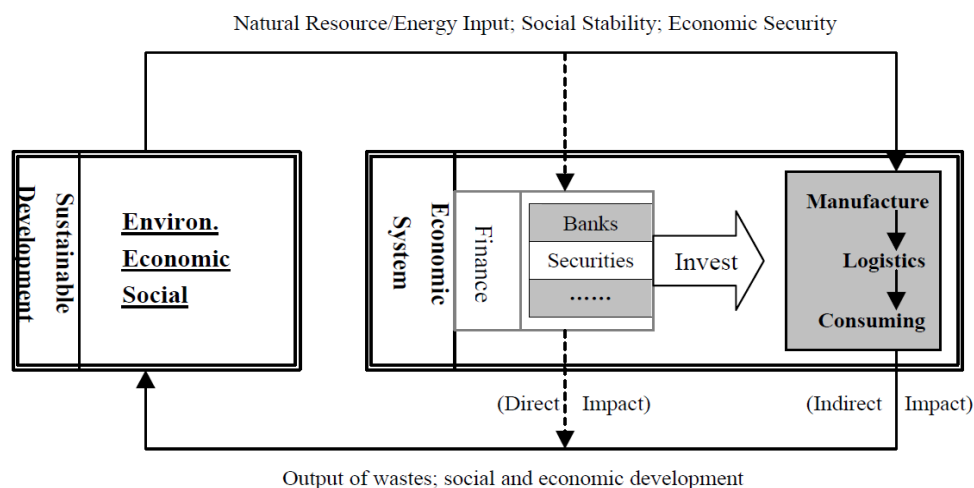 Natural Resource/Energy Input; Social Stability; Economic Security
Sustainable
Development
Environ.
Economic
Social
Economic
System
Finance
Banks
Securities
……
Invest
Manufacture
Logistics
Consuming
(Direct Impact)
(Indirect Impact)
Output of wastes; social and economic development